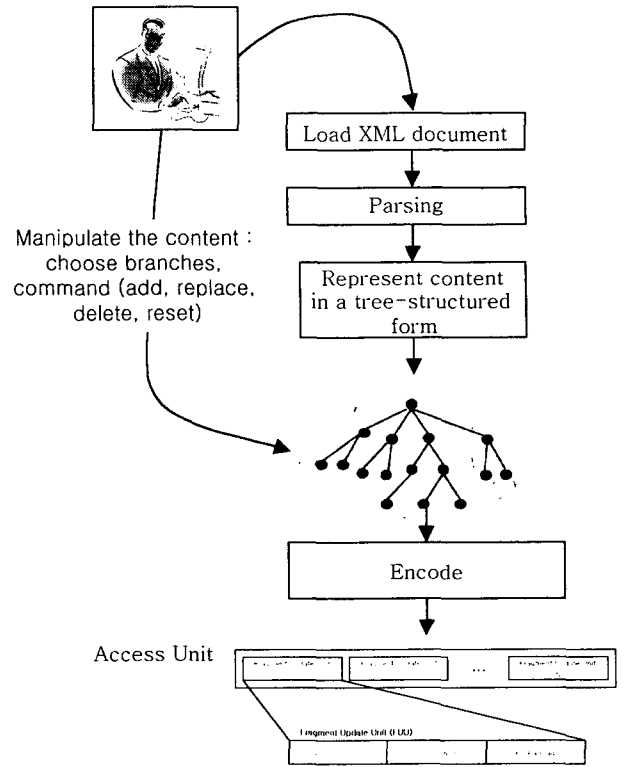 Load XML document
Parsing
Manipulate the content :
choose branches,
command (add, replace,
delete, reset)
Represent content
in a tree-structured
form
Encode
Access Unit
...
Fragment Update Unit (FUU)